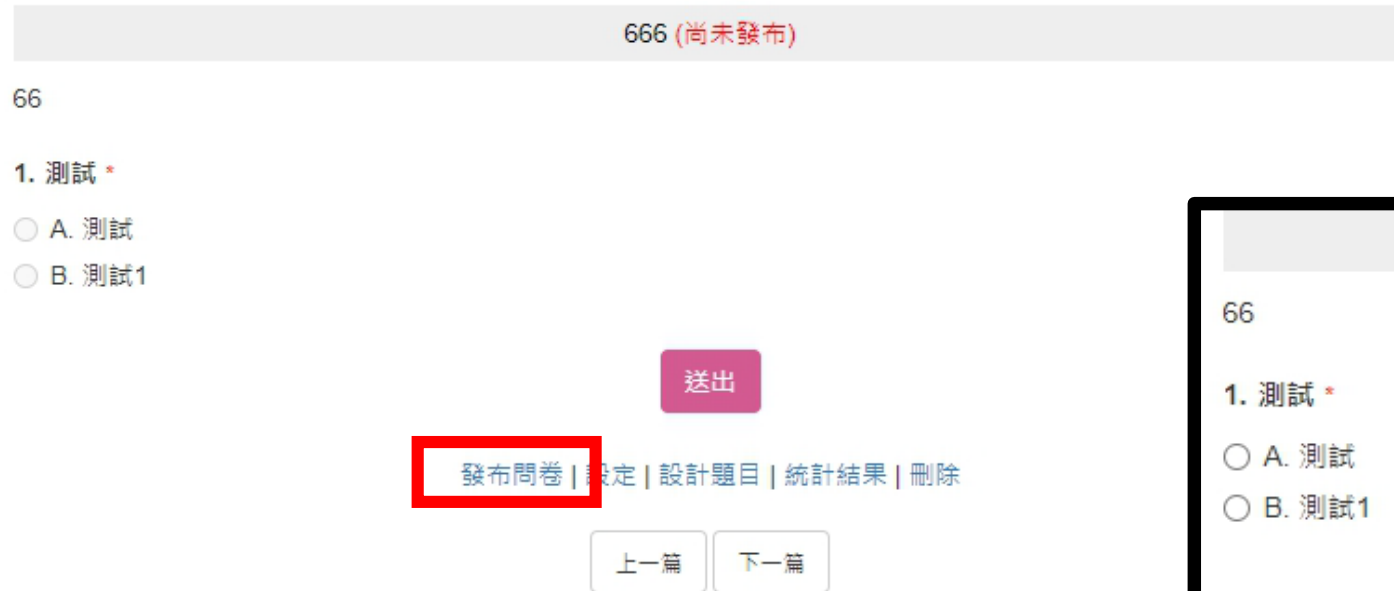 666 (尚未發布)
66
1. 測試 *
A. 測試
B. 測試1
送出
發布問卷 | 設定 | 設計題目 | 統計結果 | 刪除
上一篇 下一篇
66
1. 測試 *
A. 測試
B. 測試1